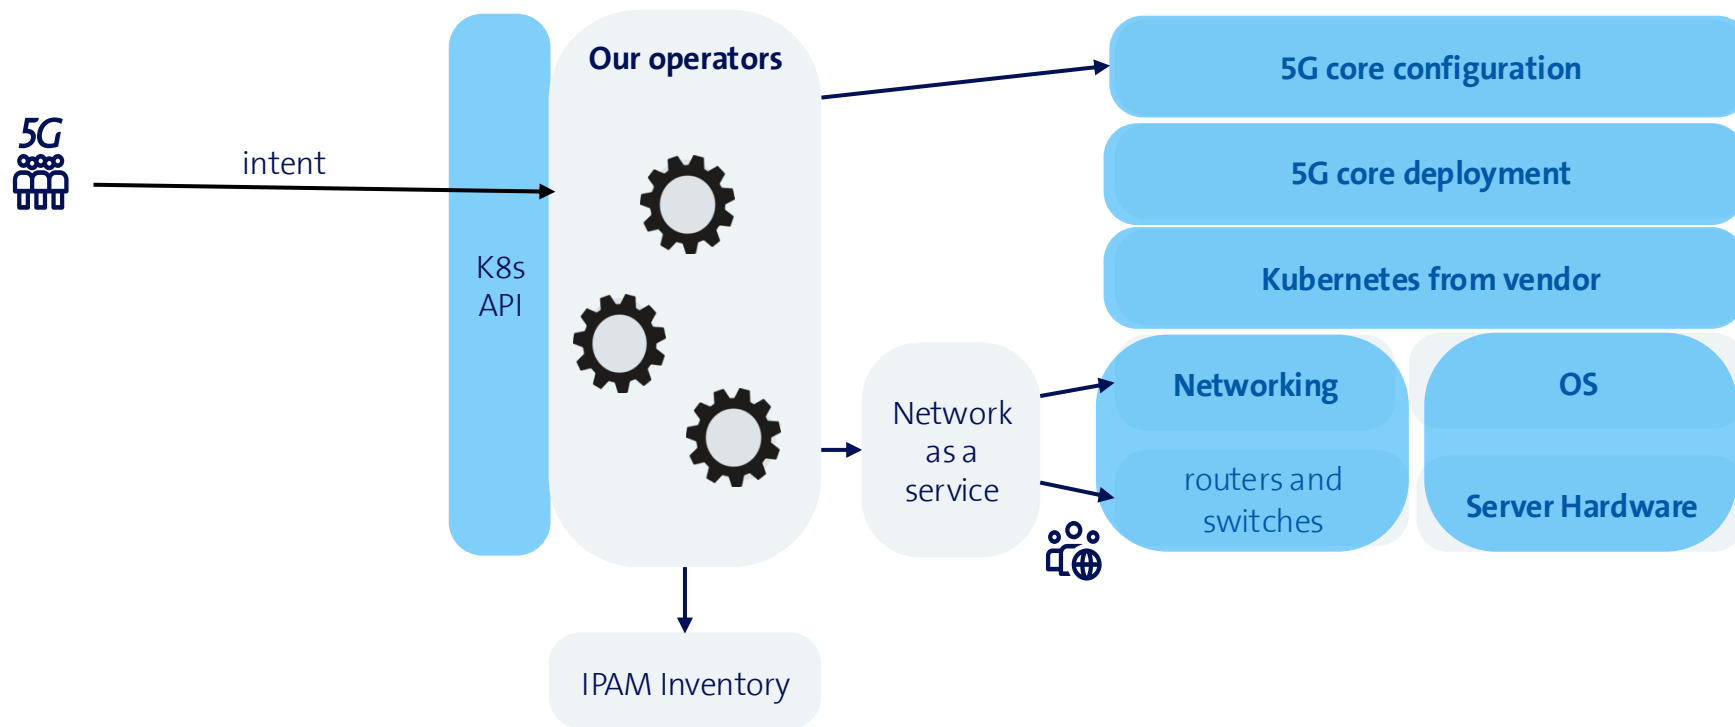 Our operators
5G core configuration
5G
intent
5G core deployment
K8s
API
Kubernetes from vendor
Network
as a
service
Networking
OS
routers and
switches
Server Hardware
IPAM Inventory